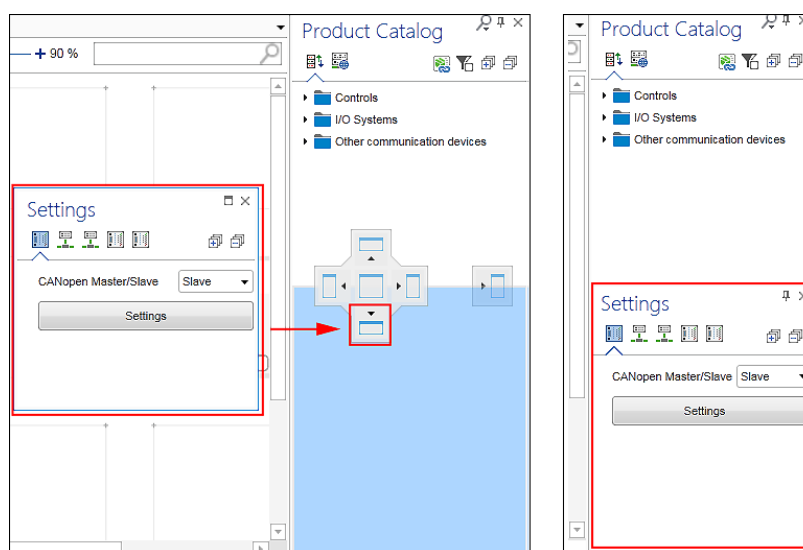 90 %
Product Catalog
Controls
I/O Systems
Other communication devices
Settings
CANopen Master/Slave
Slave
Settings
Product Catalog
Controls
I/O Systems
Other communication devices
Settings
CANopen Master/Slave
Slave
Settings